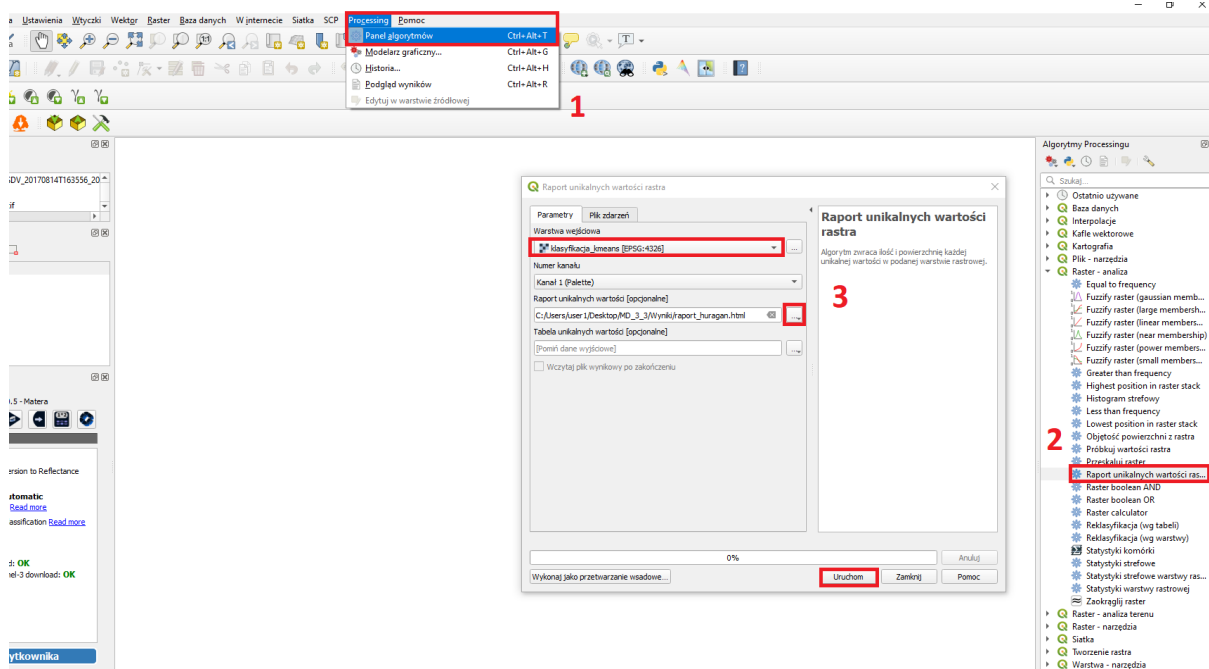 Ustawienia Wtyczki Wektor Raster Baza danych W internecie Siatka SCP Processing Pomoc
Panel algorytmów Ctrl+Alt+T
Modelarz graficzny... Ctrl+Alt+G
Historia... Ctrl+Alt+H
Podgląd wyników Ctrl+Alt+R
Edytuj w warstwie źródłowej
1
Algorytmy Processingu
Szukaj...
Ostatnio używane
Baza danych
Interpolacje
Kafle wektorowe
Kartografia
Plik - narzędzia
Raster - analiza
Equal to frequency
Fuzzify raster (gaussian memb...
Fuzzify raster (large membersh...
Fuzzify raster (linear members...
Fuzzify raster (near membership)
Fuzzify raster (power members...
Fuzzify raster (small members...
Greater than frequency
Highest position in raster stack
Histogram strefowy
Less than frequency
Lowest position in raster stack
Objętość powierzchni z rastra
Próbkuj wartości rastra
Przeskaluj raster
Raport unikalnych wartości ras...
Raster boolean AND
Raster boolean OR
Raster calculator
Reklasyfikacja (wg tabeli)
Reklasyfikacja (wg warstwy)
Statystyki komórki
Statystyki strefowe
Statystyki strefowe warstwy ras...
Statystyki warstwy rastrowej
Zaokrąglij raster
Raster - analiza terenu
Raster - narzędzia
Siatka
Tworzenie rastra
Warstwa - narzędzia
2
Raport unikalnych wartości rastra
Parametry Plik zdarzeń
Warstwa wejściowa
klasyfikacja_kmeans [EPSG:4326]
...
Numer kanału
Kanał 1 (Palette)
Raport unikalnych wartości [opcjonalne]
C:/Users/user1/Desktop/MD_3_3/Wyniki/raport_huragan.html
...
Tabela unikalnych wartości [opcjonalne]
[Pomiń dane wyjściowe]
...
Wczytaj plik wynikowy po zakończeniu
Raport unikalnych wartości
rastra
Algorytm zwraca ilość i powierzchnię każdej
unikalnej wartości w podanej warstwie rastrowej.
3
0% Anuluj
Wykonaj jako przetwarzanie wsadowe... Uruchom Zamknij Pomoc
DV_20170814T163556_20
if
.5 - Matera
ersion to Reflectance
utomatic
Read more
assification Read more
: OK
nel-3 download: OK
ytkownika